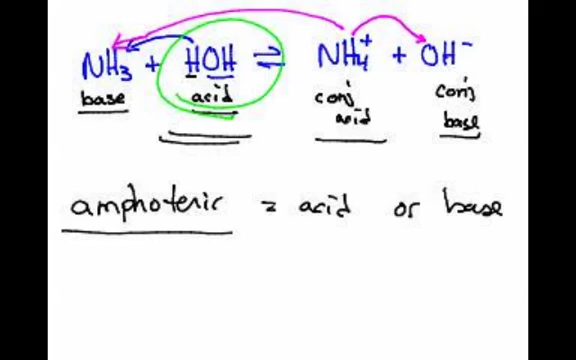 NH₃ + HOH ⇌ NH₄⁺ + OH⁻
base acid conj acid conj base
amphoteric = acid or base